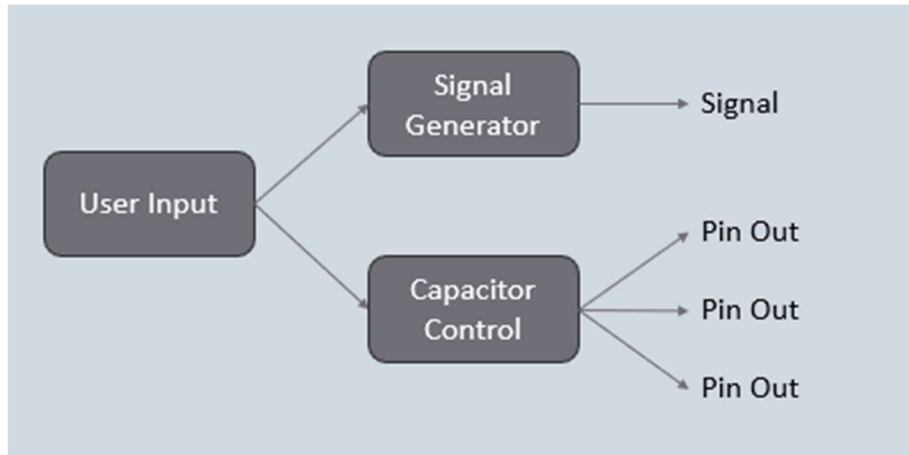 User Input
Signal
Generator
Signal
Capacitor
Control
Pin Out
Pin Out
Pin Out